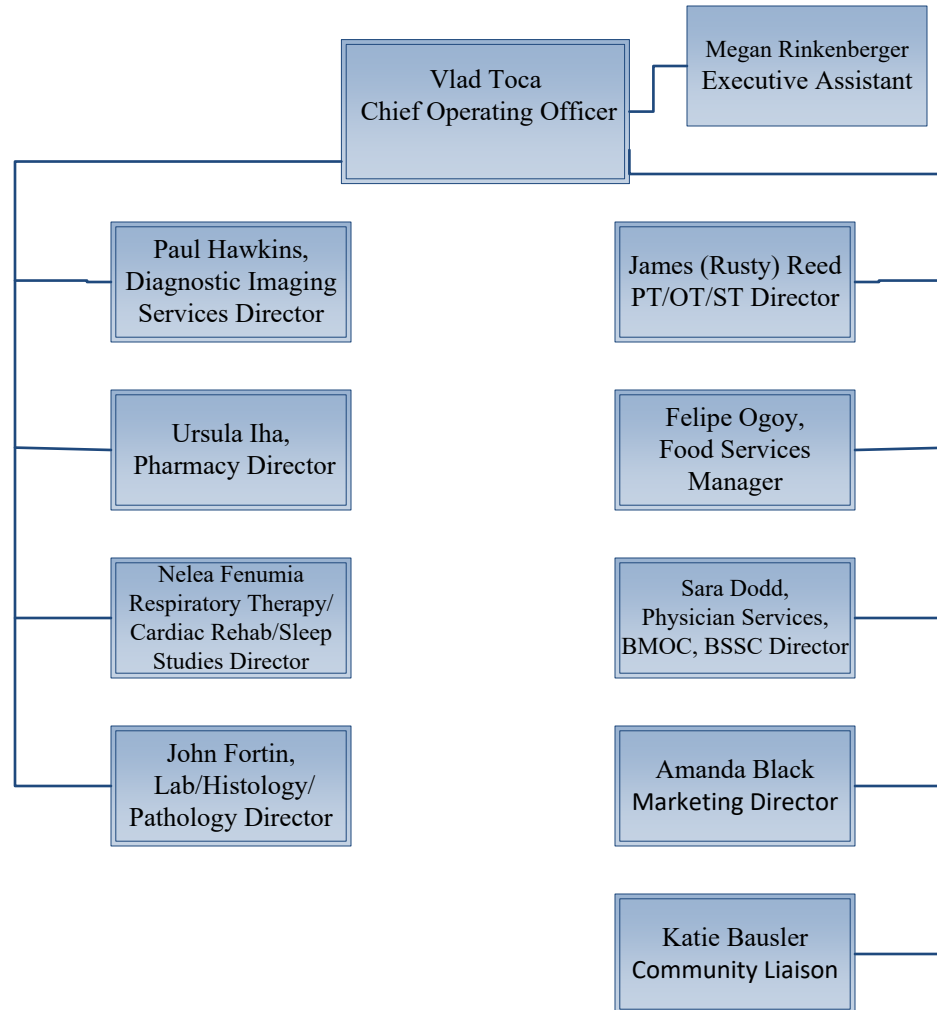 Vlad Toca
Chief Operating Officer
Megan Rinkenberger
Executive Assistant
Paul Hawkins,
Diagnostic Imaging
Services Director
James (Rusty) Reed
PT/OT/ST Director
Ursula Iha,
Pharmacy Director
Felipe Ogoy,
Food Services
Manager
Nelea Fenumia
Respiratory Therapy/
Cardiac Rehab/Sleep
Studies Director
Sara Dodd,
Physician Services,
BMOC, BSSC Director
John Fortin,
Lab/Histology/
Pathology Director
Amanda Black
Marketing Director
Katie Bausler
Community Liaison